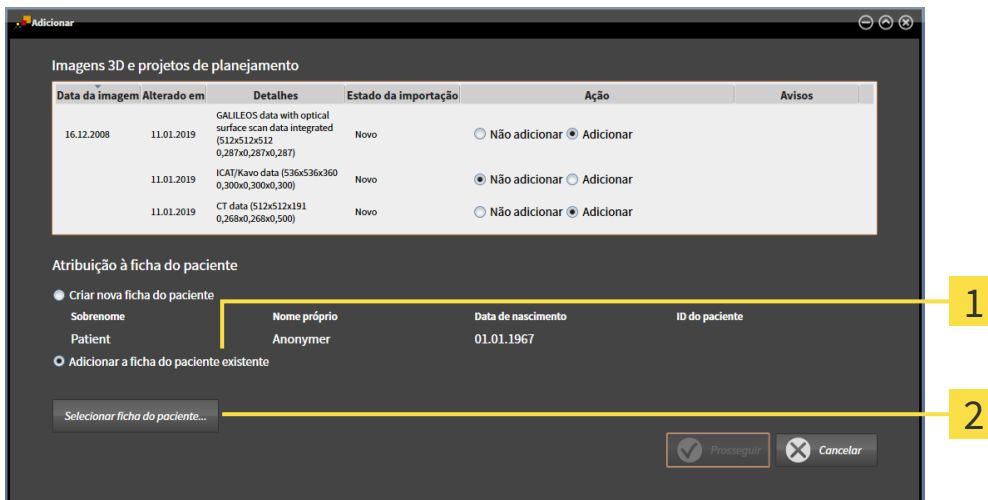 Adicionar
Imagens 3D e projetos de planejamento
Data da imagem Alterado em Detalhes Estado da importação Ação Avisos
GALILEOS data with optical
surface scan data integrated
(512x512x512
0,287x0,287x0,287)
16.12.2008 11.01.2019 Novo Não adicionar Adicionar
ICAT/Kavo data (536x536x360
0,300x0,300x0,300)
11.01.2019 Novo Não adicionar Adicionar
CT data (512x512x191
0,268x0,268x0,500)
11.01.2019 Novo Não adicionar Adicionar
Atribuição à ficha do paciente
Criar nova ficha do paciente
1
Sobrenome Nome próprio Data de nascimento ID do paciente
Patient Anonymer 01.01.1967
Adicionar a ficha do paciente existente
Selecionar ficha do paciente...
2
Prosseguir Cancelar